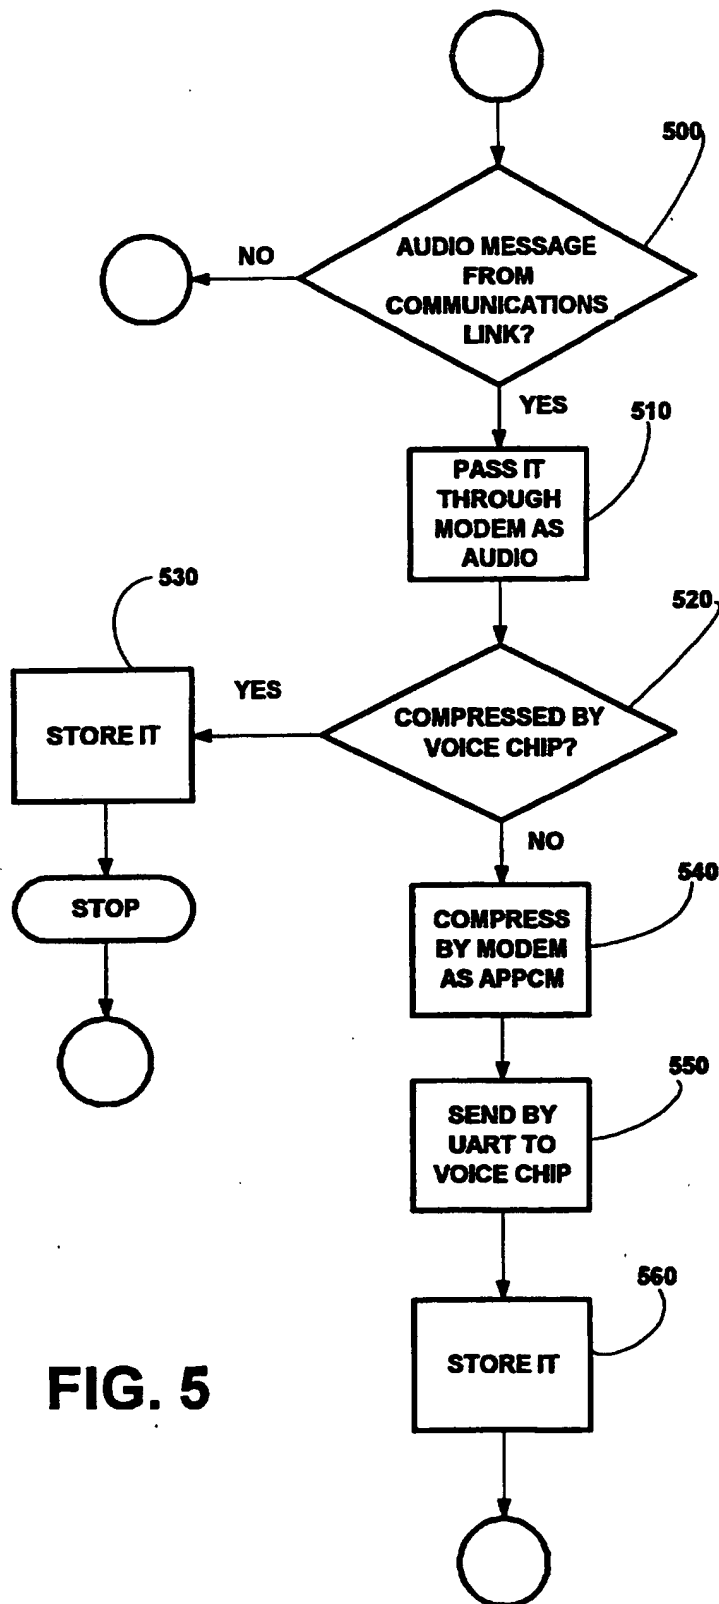 500
AUDIO MESSAGE
FROM
COMMUNICATIONS
LINK?
NO
YES
510
PASS IT
THROUGH
MODEM AS
AUDIO
530
520
YES
STORE IT
COMPRESSED BY
VOICE CHIP?
NO
STOP
540
COMPRESS
BY MODEM
AS APPCM
550
SEND BY
UART TO
VOICE CHIP
560
STORE IT
FIG. 5